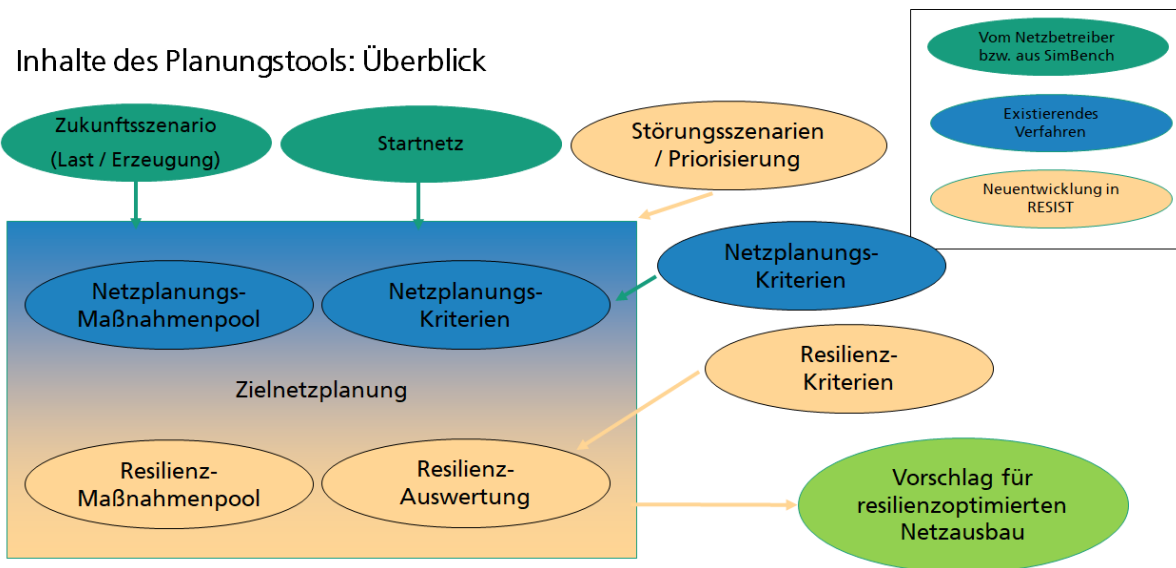 Inhalte des Planungstools: Überblick
Vom Netzbetreiber
bzw. aus SimBench
Existierendes
Verfahren
Neuentwicklung in
RESIST
Zukunftsszenario
(Last / Erzeugung)
Startnetz
Störungsszenarien
/ Priorisierung
Netzplanungs-
Maßnahmenpool
Netzplanungs-
Kriterien
Netzplanungs-
Kriterien
Zielnetzplanung
Resilienz-
Kriterien
Resilienz-
Maßnahmenpool
Resilienz-
Auswertung
Vorschlag für
resilienzoptimierten
Netzausbau